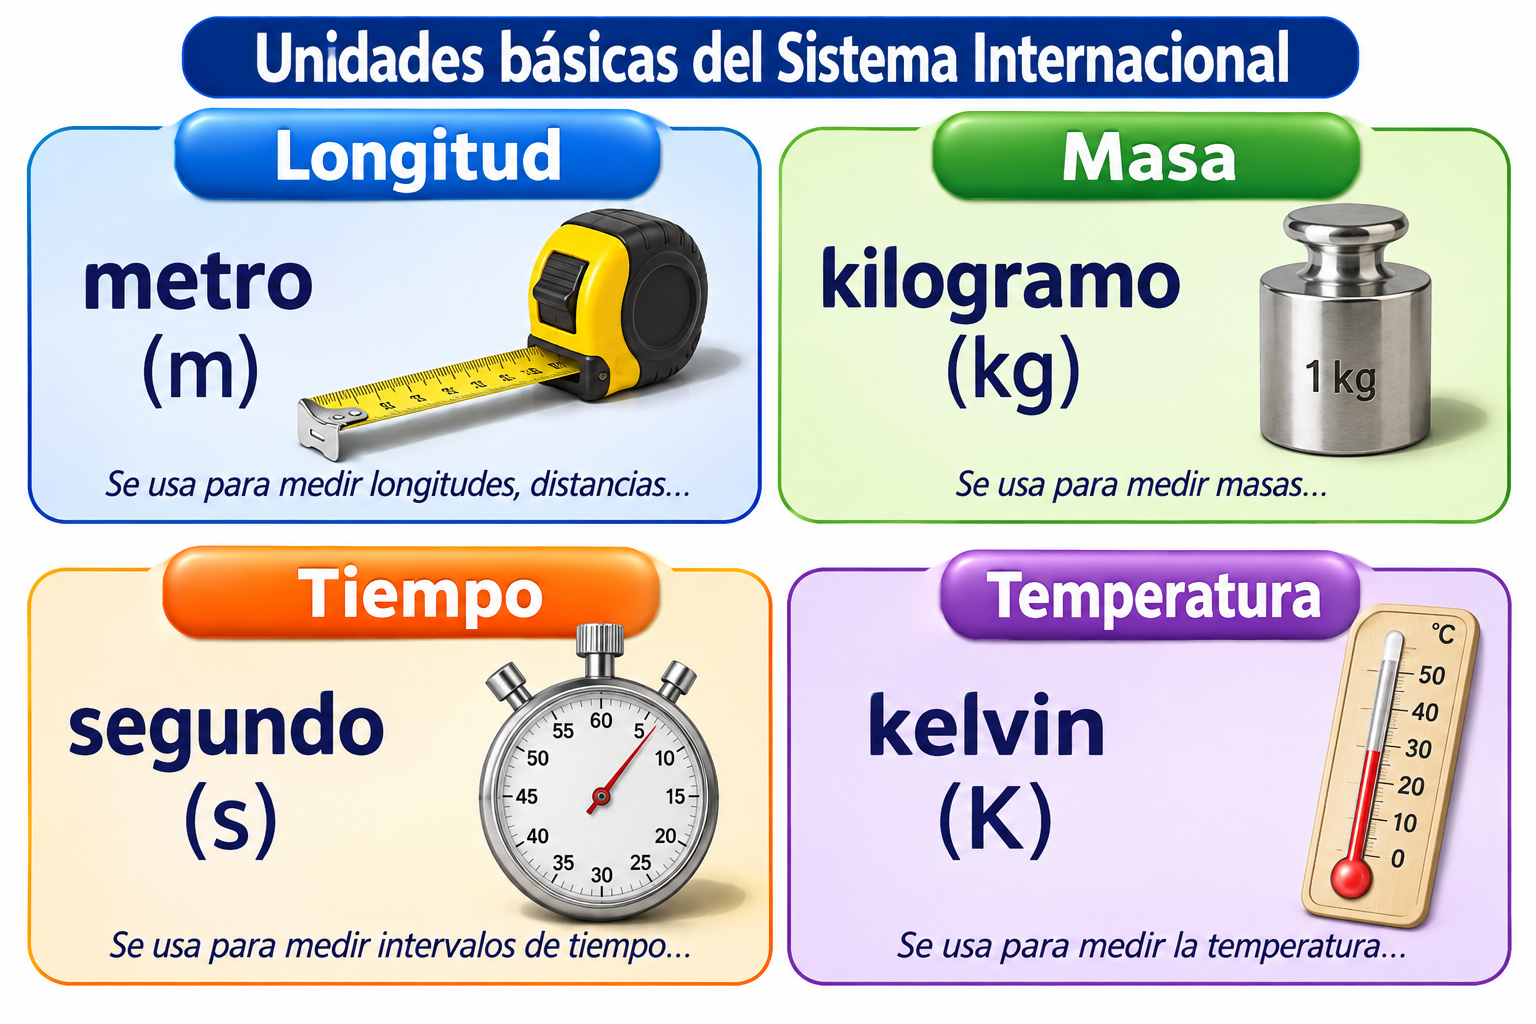 Unidades básicas del Sistema Internacional
Longitud
metro
(m)
Se usa para medir longitudes, distancias...
Masa
kilogramo
(kg)
1 kg
Se usa para medir masas...
Tiempo
segundo
(s)
60
5
10
15
20
25
30
35
40
45
50
55
Se usa para medir intervalos de tiempo...
Temperatura
kelvin
(K)
°C
50
40
30
20
10
0
Se usa para medir la temperatura...